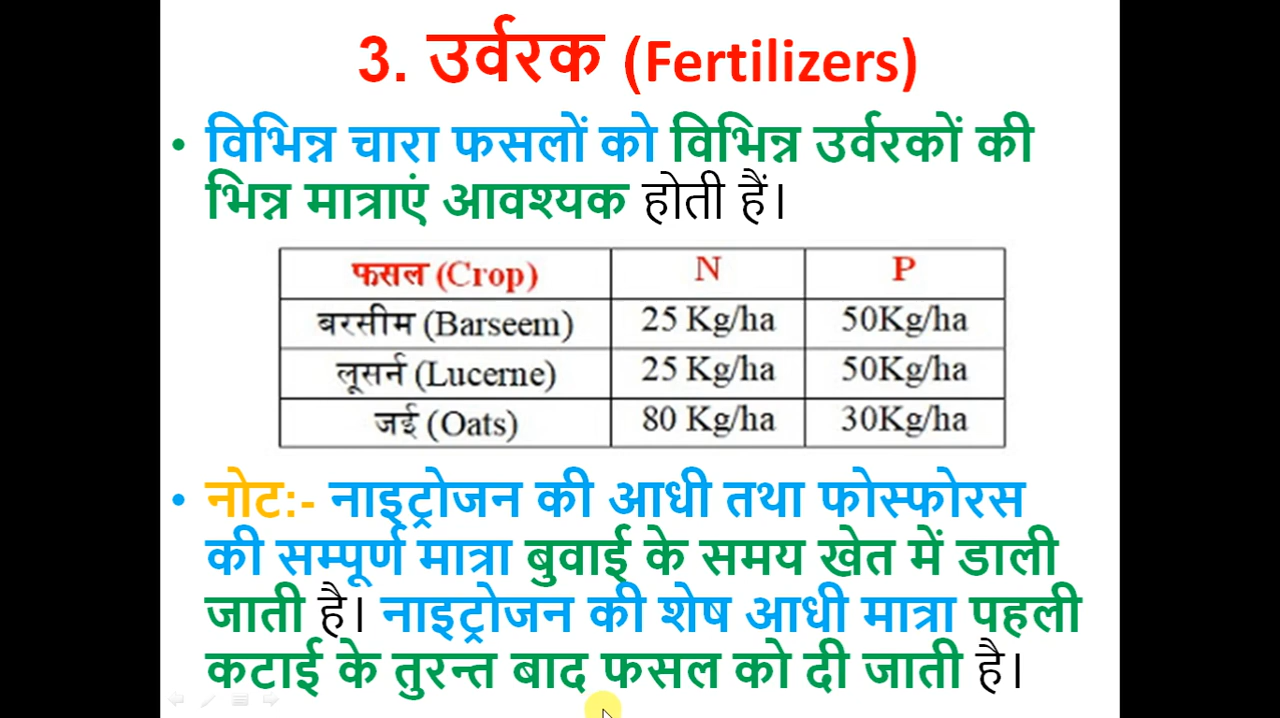 3. उर्वरक (Fertilizers)
• विभिन्न चारा फसलों को विभिन्न उर्वरकों की
भिन्न मात्राएं आवश्यक होती हैं।
फसल (Crop) N P
बरसीम (Barseem) 25 Kg/ha 50Kg/ha
लूसर्न (Lucerne) 25 Kg/ha 50Kg/ha
जई (Oats) 80 Kg/ha 30Kg/ha
• नोट:- नाइट्रोजन की आधी तथा फोस्फोरस
की सम्पूर्ण मात्रा बुवाई के समय खेत में डाली
जाती है। नाइट्रोजन की शेष आधी मात्रा पहली
कटाई के तुरन्त बाद फसल को दी जाती है।